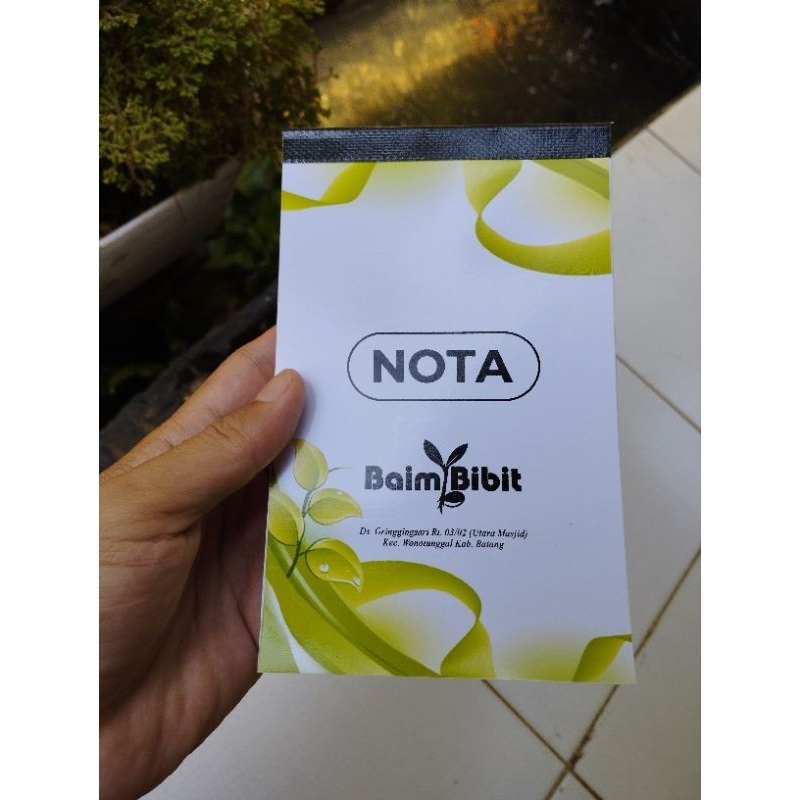 NOTA
Baim Bibit
Ds. Gringgingsari Rt. 03/02 (Utara Masjid)
Kec. Wonotunggal Kab. Batang